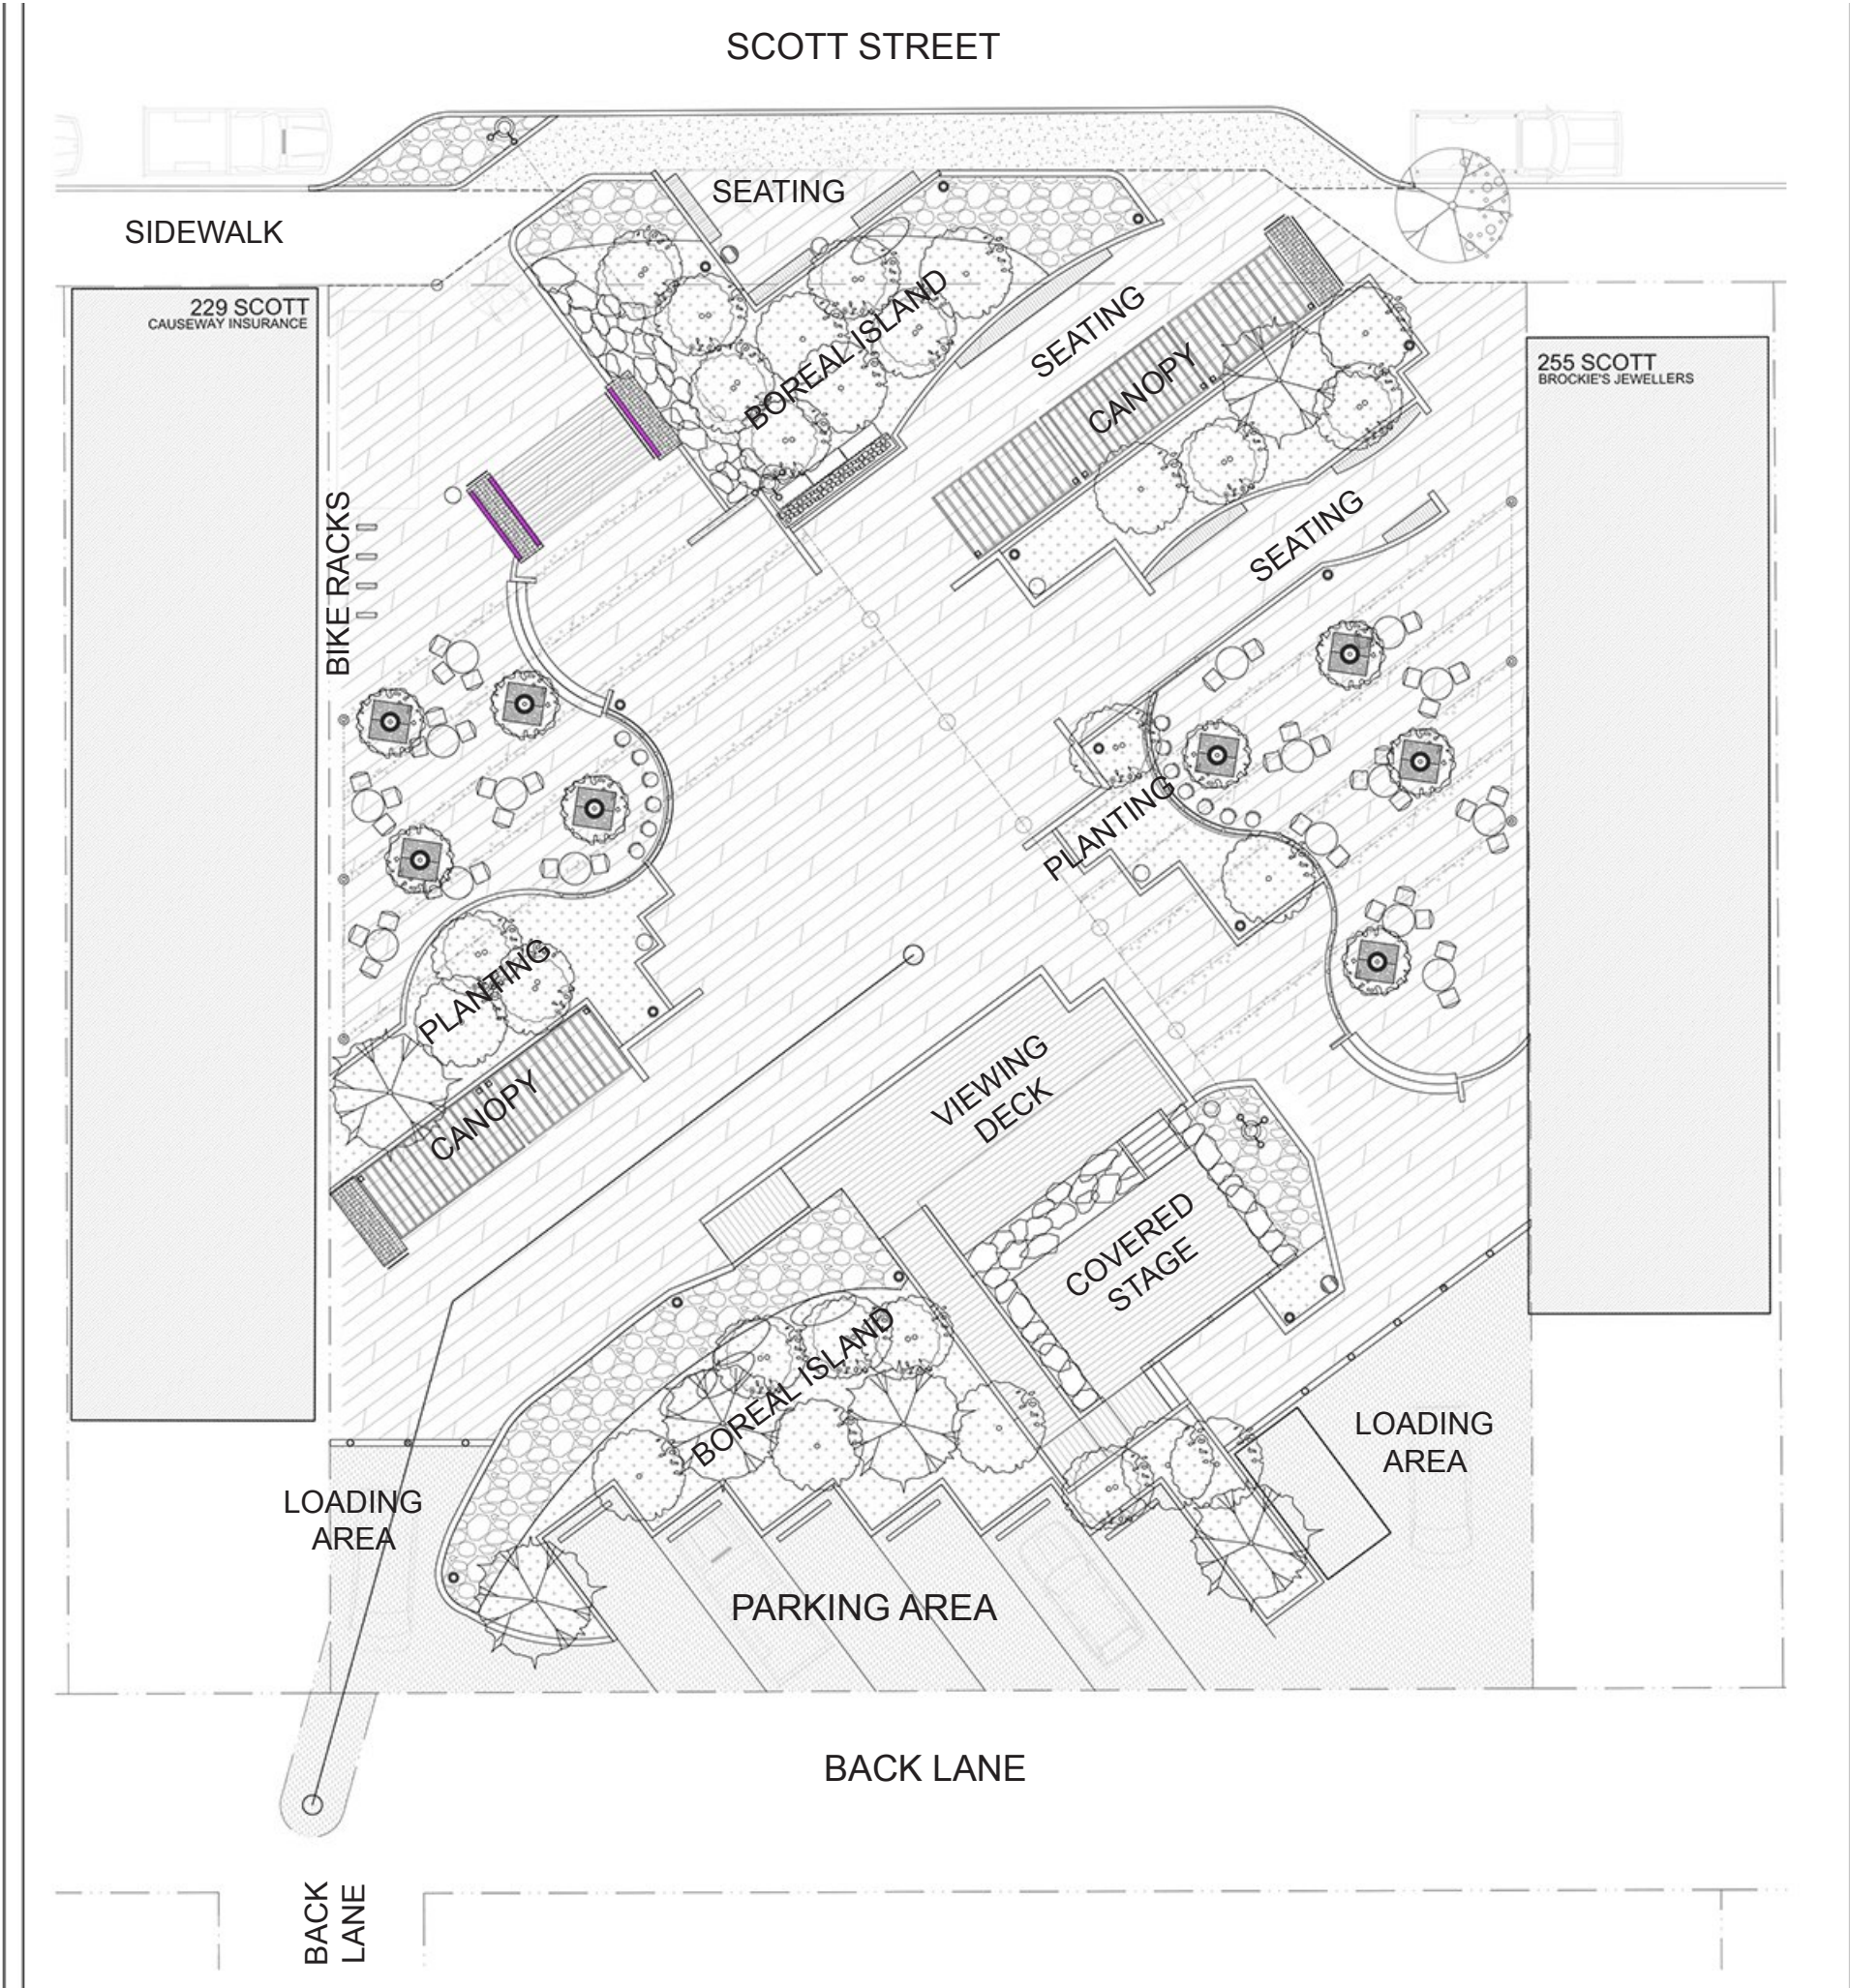 SCOTT STREET
SEATING
SIDEWALK
229 SCOTT
CAUSEWAY INSURANCE
BOREAL ISLAND
SEATING
CANOPY
255 SCOTT
BROCKIE'S JEWELLERS
BIKE RACKS
SEATING
PLANTING
PLANTING
CANOPY
VIEWING
DECK
COVERED
STAGE
BOREAL ISLAND
LOADING
AREA
LOADING
AREA
PARKING AREA
BACK LANE
BACK
LANE